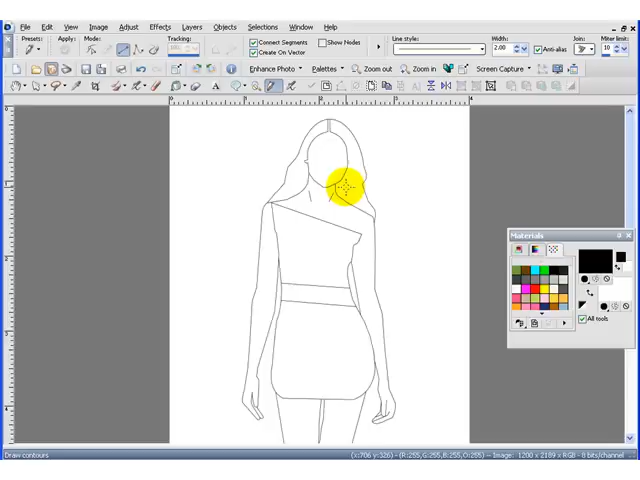 File Edit View Image Adjust Effects Layers Objects Selections Window Help
Presets: Apply: Mode: Tracking: Connect Segments Show Nodes Line style: Width: Join: Miter limit:
Create On Vector 2.00 Anti-alias 10
Enhance Photo Palettes Zoom out Zoom in Screen Capture
Materials
All tools
Draw contours (x:706 y:326) - (R:255,G:255,B:255,O:255) -- Image: 1200 x 2189 x RGB - 8 bits/channel